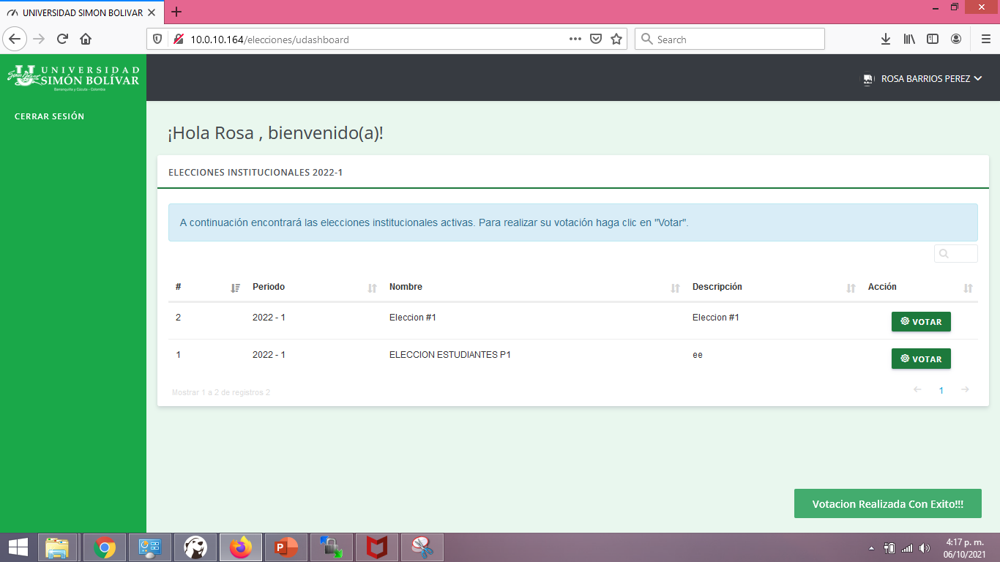 UNIVERSIDAD SIMON BOLIVAR
10.0.10.164/elecciones/udashboard
Search
UNIVERSIDAD
SIMÓN BOLÍVAR
Barranquilla y Cúcuta - Colombia
ROSA BARRIOS PEREZ
CERRAR SESIÓN
¡Hola Rosa , bienvenido(a)!
ELECCIONES INSTITUCIONALES 2022-1
A continuación encontrará las elecciones institucionales activas. Para realizar su votación haga clic en "Votar".
# Periodo Nombre Descripción Acción
2 2022 - 1 Eleccion #1 Eleccion #1 VOTAR
1 2022 - 1 ELECCION ESTUDIANTES P1 ee VOTAR
Mostrar 1 a 2 de registros 2
1
Votacion Realizada Con Exito!!!
4:17 p. m.
06/10/2021